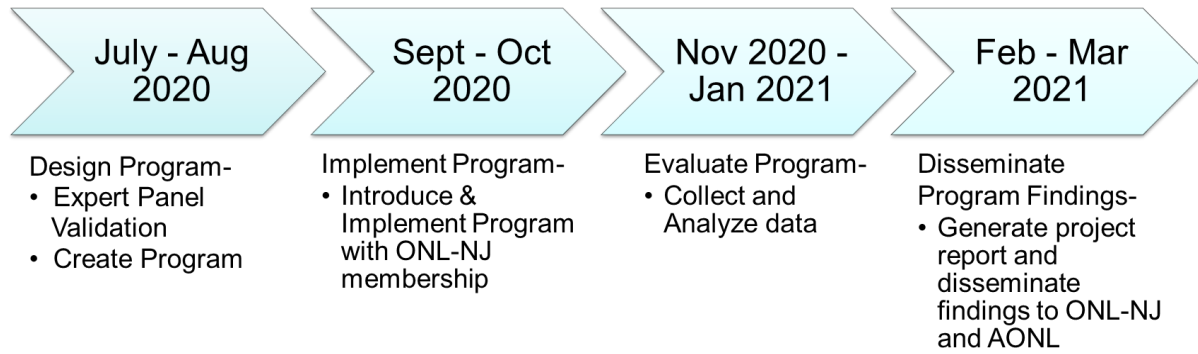 July - Aug
2020
Sept - Oct
2020
Nov 2020 -
Jan 2021
Feb - Mar
2021
Design Program-
• Expert Panel
Validation
• Create Program
Implement Program-
• Introduce &
Implement Program
with ONL-NJ
membership
Evaluate Program-
• Collect and
Analyze data
Disseminate
Program Findings-
• Generate project
report and
disseminate
findings to ONL-NJ
and AONL